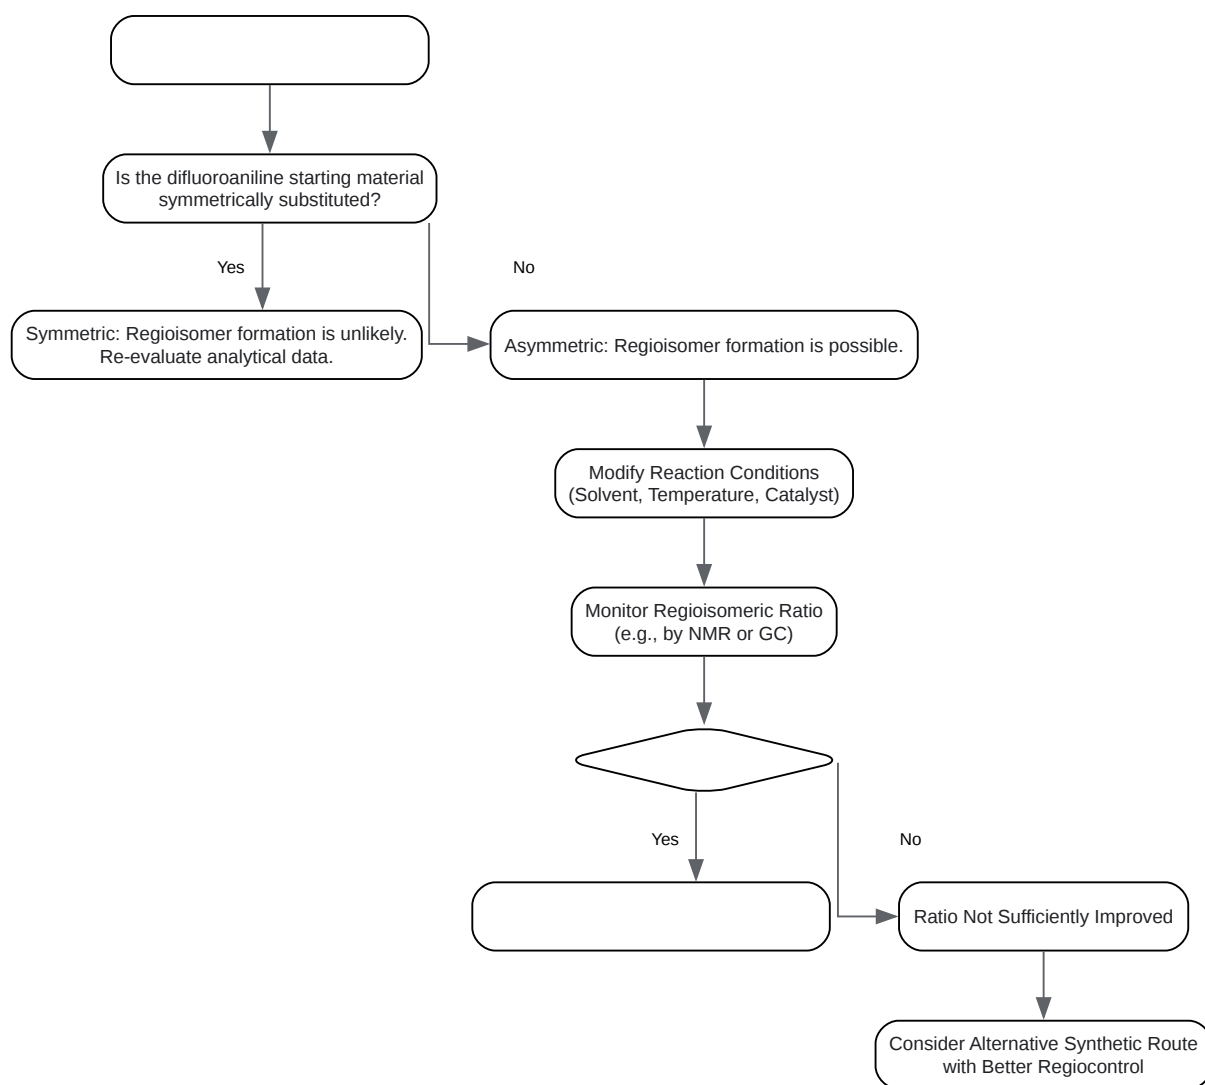 Is the difluoroaniline starting material
symmetrically substituted?
Yes
No
Symmetric: Regioisomer formation is unlikely.
Re-evaluate analytical data.
Asymmetric: Regioisomer formation is possible.
Modify Reaction Conditions
(Solvent, Temperature, Catalyst)
Monitor Regioisomeric Ratio
(e.g., by NMR or GC)
Yes
No
Ratio Not Sufficiently Improved
Consider Alternative Synthetic Route
with Better Regiocontrol